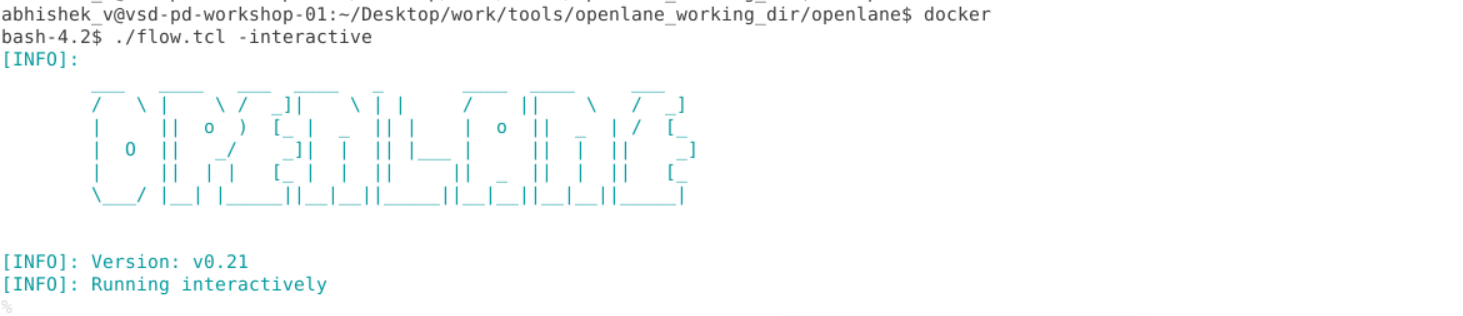 abhishek_v@vsd-pd-workshop-01:~/Desktop/work/tools/openlane_working_dir/openlane$ docker
bash-4.2$ ./flow.tcl -interactive
[INFO]:
OPENLANE
[INFO]: Version: v0.21
[INFO]: Running interactively
%